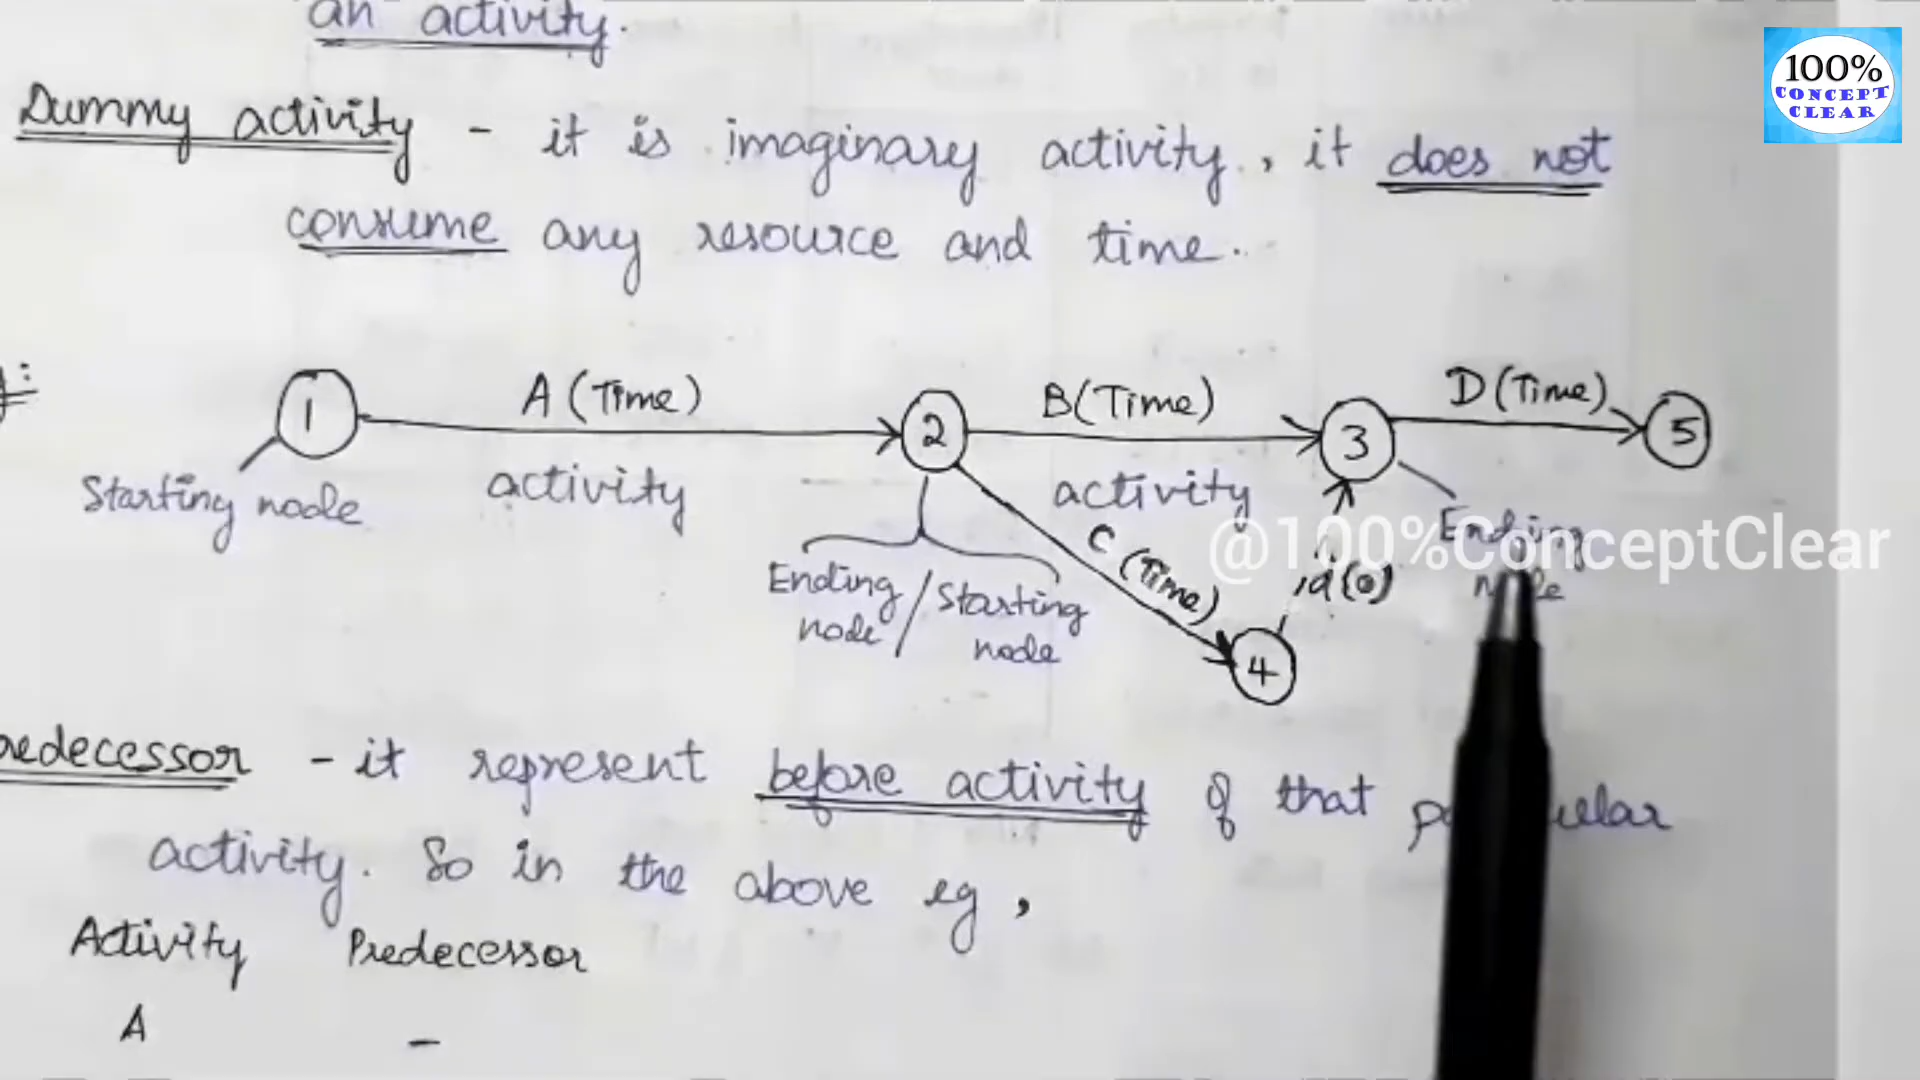 an activity.
100%
CONCEPT
CLEAR
Dummy activity - it is imaginary activity, it does not
consume any resource and time.
A (Time)
B(Time)
D(Time)
1
2
3
5
Starting node
activity
activity
C (Time)
Ending
node
@100%ConceptClear
d(0)
Ending
node
/
Starting
node
4
- it represent before activity of that
activity. So in the above eg,
Activity Predecessor
A -